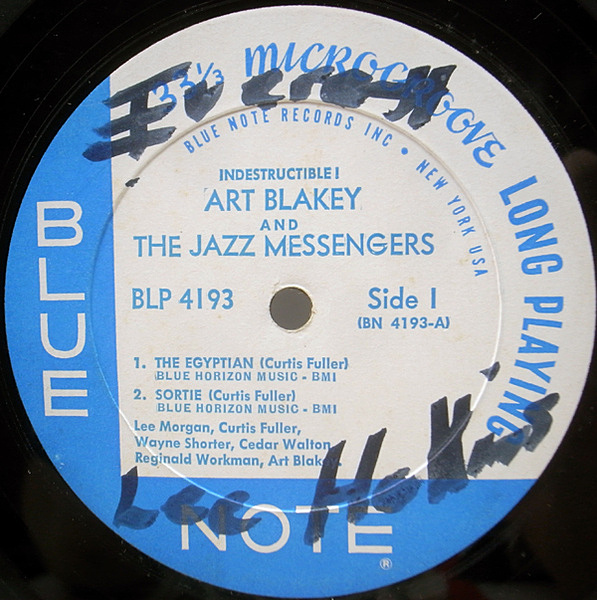 33⅓ MICROGROOVE LONG PLAYING
BLUE NOTE RECORDS INC • NEW YORK USA
INDESTRUCTIBLE!
ART BLAKEY
AND
THE JAZZ MESSENGERS
BLP 4193 Side 1
(BN 4193-A)
1. THE EGYPTIAN (Curtis Fuller)
BLUE HORIZON MUSIC - BMI
2. SORTIE (Curtis Fuller)
BLUE HORIZON MUSIC - BMI
Lee Morgan, Curtis Fuller,
Wayne Shorter, Cedar Walton,
Reginald Workman, Art Blakey.
Lee
BLUE
NOTE®